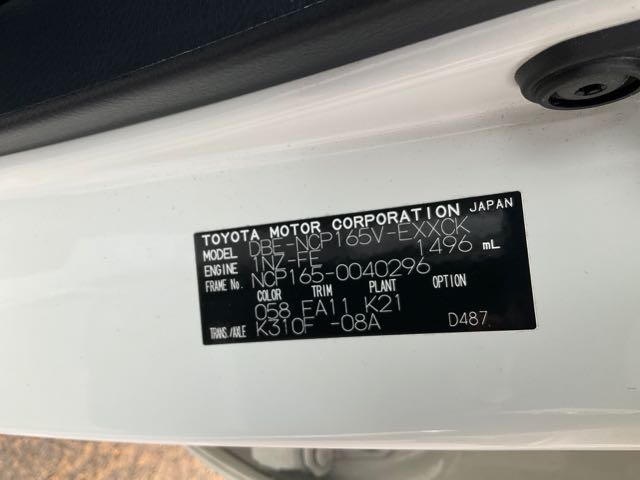 TOYOTA MOTOR CORPORATION JAPAN
MODEL DBE-NCP165V-EXXCK
ENGINE 1NZ-FE 1496 mL
FRAME No. NCP165-0040296
COLOR TRIM PLANT OPTION
058 FA11 K21
TRANS./AXLE K310F -08A D487